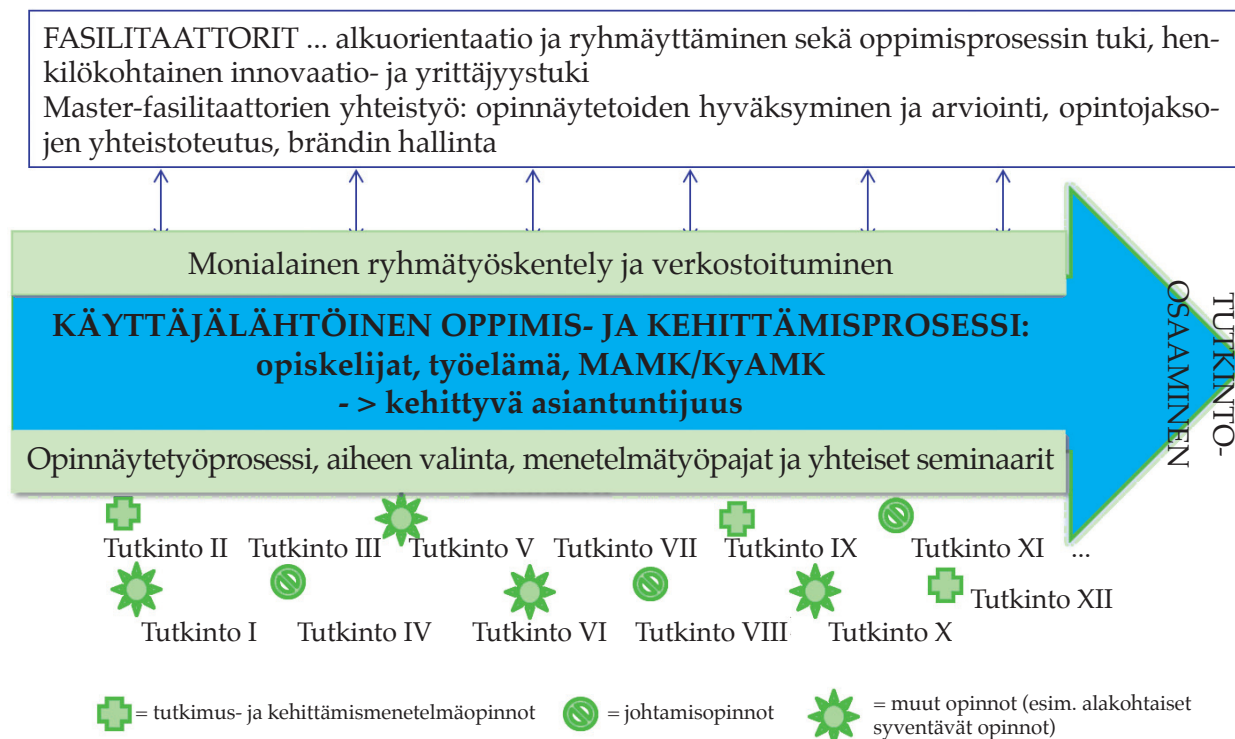 FASILITAATTORIT ... alkuorientaatio ja ryhmäyttäminen sekä oppimisprosessin tuki, hen-
kilökohtainen innovaatio- ja yrittäjyystuki
Master-fasilitaattorien yhteistyö: opinnäytetoiden hyväksyminen ja arviointi, opintojakso-
jen yhteistoteutus, brändin hallinta
Monialainen ryhmätyöskentely ja verkostoituminen
KÄYTTÄJÄLÄHTÖINEN OPPIMIS- JA KEHITTÄMISPROSESSI:
opiskelijat, työelämä, MAMK/KyAMK
- > kehittyvä asiantuntijuus
Opinnäytetyöprosessi, aiheen valinta, menetelmätyöpajat ja yhteiset seminaarit
TUTKINTO-
OSAAMINEN
Tutkinto II Tutkinto III Tutkinto V Tutkinto VII Tutkinto IX Tutkinto XI ...
Tutkinto XII
Tutkinto I Tutkinto IV Tutkinto VI Tutkinto VIII Tutkinto X
= tutkimus- ja kehittämismenetelmäopinnot
= johtamisopinnot
= muut opinnot (esim. alakohtaiset
syventävät opinnot)